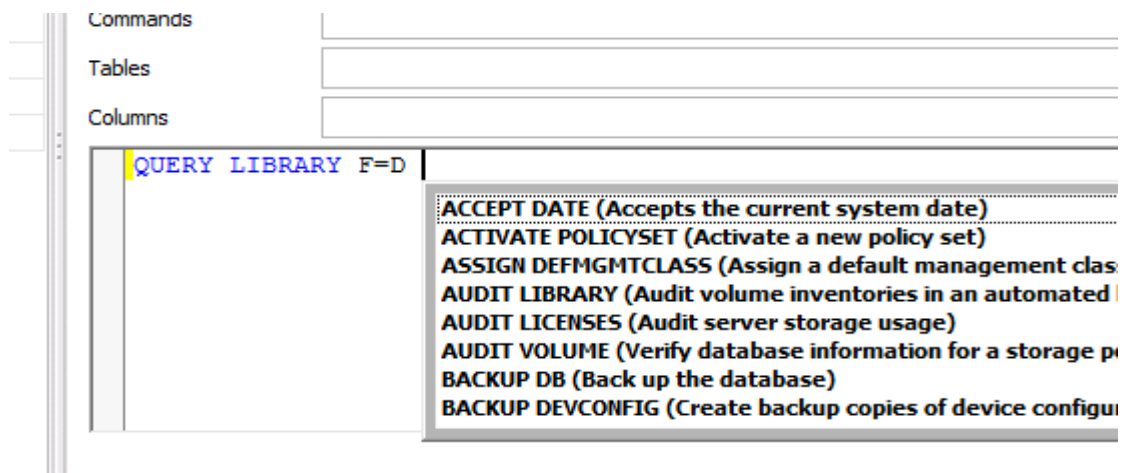 Commands
Tables
Columns
QUERY LIBRARY F=D
ACCEPT DATE (Accepts the current system date)
ACTIVATE POLICYSET (Activate a new policy set)
ASSIGN DEFMGMTCLASS (Assign a default management clas
AUDIT LIBRARY (Audit volume inventories in an automated
AUDIT LICENSES (Audit server storage usage)
AUDIT VOLUME (Verify database information for a storage p
BACKUP DB (Back up the database)
BACKUP DEVCONFIG (Create backup copies of device configu